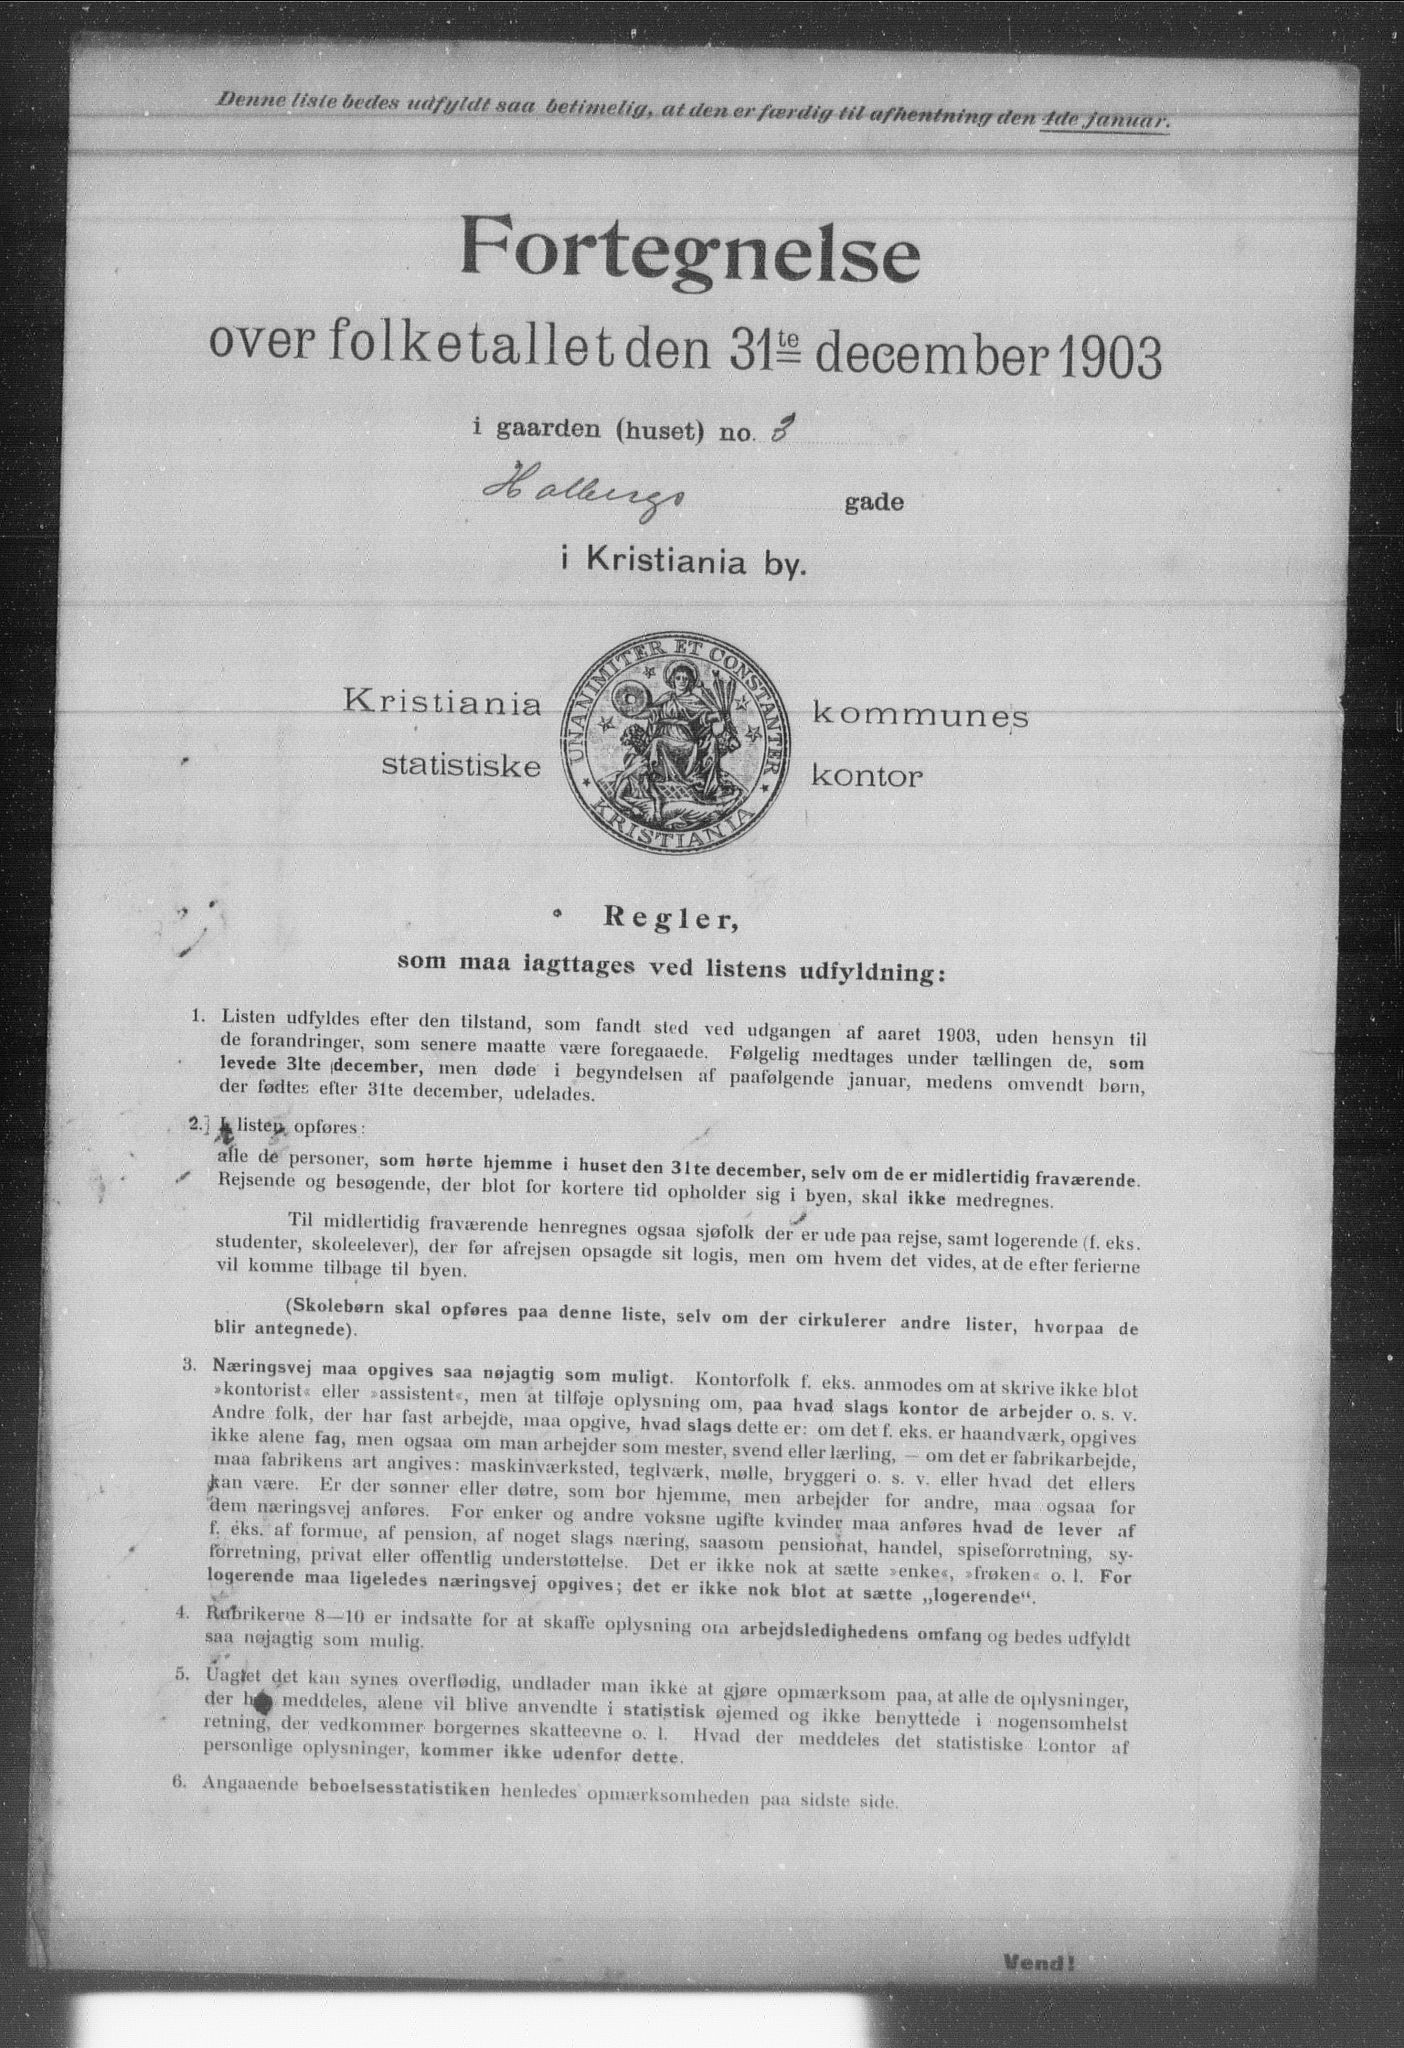 Denne liste bedes udfyldt saa betimelig, at den er færdig til afhentning den 4de januar.
Fortegnelse
over folketallet den 31te december 1903
i gaarden (huset) no. 3
Holbergs gade
i Kristiania by.
Kristiania kommunes
statistiske kontor
UNANIMITER ET CONSTANTER
KRISTIANIA
Regler,
som maa iagttages ved listens udfyldning:
1. Listen udfyldes efter den tilstand, som fandt sted ved udgangen af aaret 1903, uden hensyn til
de forandringer, som senere maatte være foregaaede. Følgelig medtages under tællingen de, som
levede 31te december, men døde i begyndelsen af paafølgende januar, medens omvendt børn,
der fødtes efter 31te december, udelades.
2. I listen opføres:
alle de personer, som hørte hjemme i huset den 31te december, selv om de er midlertidig fraværende.
Rejsende og besøgende, der blot for kortere tid opholder sig i byen, skal ikke medregnes.
Til midlertidig fraværende henregnes ogsaa sjøfolk der er ude paa rejse, samt logerende (f. eks.
studenter, skoleelever), der før afrejsen opsagde sit logis, men om hvem det vides, at de efter ferierne
vil komme tilbage til byen.
(Skolebørn skal opføres paa denne liste, selv om der cirkulerer andre lister, hvorpaa de
blir antegnede).
3. Næringsvej maa opgives saa nøjagtig som muligt. Kontorfolk f. eks. anmodes om at skrive ikke blot
»kontorist« eller »assistent«, men at tilføje oplysning om, paa hvad slags kontor de arbejder o. s. v.
Andre folk, der har fast arbejde, maa opgive, hvad slags dette er: om det f. eks. er haandværk, opgives
ikke alene fag, men ogsaa om man arbejder som mester, svend eller lærling, — om det er fabrikarbejde,
maa fabrikens art angives: maskinværksted, teglværk, mølle, bryggeri o. s. v. eller hvad det ellers
kan være. Er der sønner eller døtre, som bor hjemme, men arbejder for andre, maa ogsaa for
dem næringsvej anføres. For enker og andre voksne ugifte kvinder maa anføres hvad de lever af
f. eks. af formue, af pension, af noget slags næring, saasom pensionat, handel, spiseforretning, sy-
forretning, privat eller offentlig understøttelse. Det er ikke nok at sætte »enke«, »frøken« o. l. For
logerende maa ligeledes næringsvej opgives; det er ikke nok blot at sætte „logerende“.
4. Rubrikerne 8—10 er indsatte for at skaffe oplysning om arbejdsledighedens omfang og bedes udfyldt
saa nøjagtig som mulig.
5. Uagtet det kan synes overflødig, undlader man ikke at gjøre opmærksom paa, at alle de oplysninger,
der her meddeles, alene vil blive anvendte i statistisk øjemed og ikke benyttede i nogensomhelst
retning, der vedkommer borgernes skatteevne o. l. Hvad der meddeles det statistiske kontor af
personlige oplysninger, kommer ikke udenfor dette.
6. Angaaende beboelsesstatistiken henledes opmærksomheden paa sidste side.
Vend!